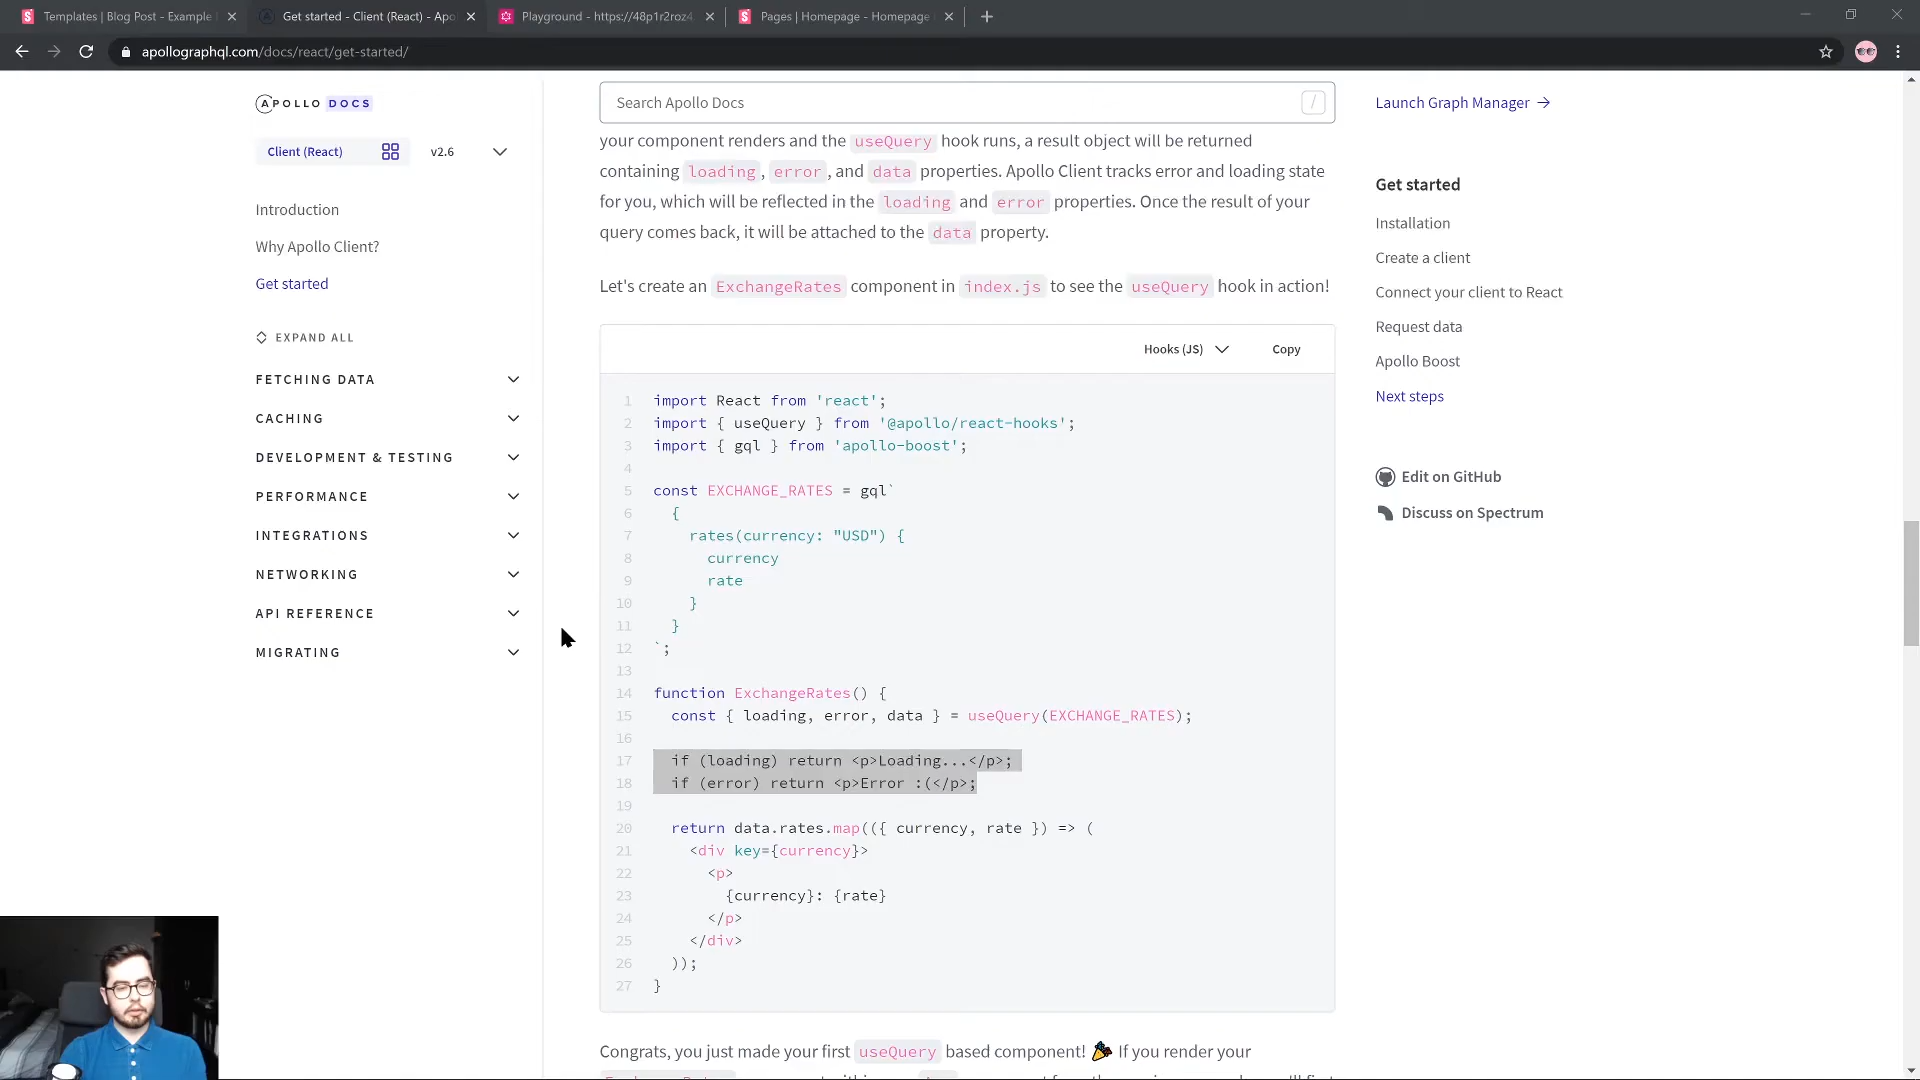 Templates | Blog Post - Example
Get started - Client (React) - Apo
Playground - https://48p1r2roz4
Pages | Homepage - Homepage
apollographql.com/docs/react/get-started/
APOLLO DOCS
Search Apollo Docs
/
Launch Graph Manager
Client (React)
v2.6
Introduction
Why Apollo Client?
Get started
EXPAND ALL
FETCHING DATA
CACHING
DEVELOPMENT & TESTING
PERFORMANCE
INTEGRATIONS
NETWORKING
API REFERENCE
MIGRATING
your component renders and the useQuery hook runs, a result object will be returned
containing loading, error, and data properties. Apollo Client tracks error and loading state
for you, which will be reflected in the loading and error properties. Once the result of your
query comes back, it will be attached to the data property.
Let's create an ExchangeRates component in index.js to see the useQuery hook in action!
Hooks (JS)
Copy
1 import React from 'react';
2 import { useQuery } from '@apollo/react-hooks';
3 import { gql } from 'apollo-boost';
4
5 const EXCHANGE_RATES = gql`
6 {
7 rates(currency: "USD") {
8 currency
9 rate
10 }
11 }
12 `;
13
14 function ExchangeRates() {
15 const { loading, error, data } = useQuery(EXCHANGE_RATES);
16
17 if (loading) return <p>Loading...</p>;
18 if (error) return <p>Error :(</p>;
19
20 return data.rates.map(({ currency, rate }) => (
21 <div key={currency}>
22 <p>
23 {currency}: {rate}
24 </p>
25 </div>
26 ));
27 }
Congrats, you just made your first useQuery based component! 🎉 If you render your
Get started
Installation
Create a client
Connect your client to React
Request data
Apollo Boost
Next steps
Edit on GitHub
Discuss on Spectrum